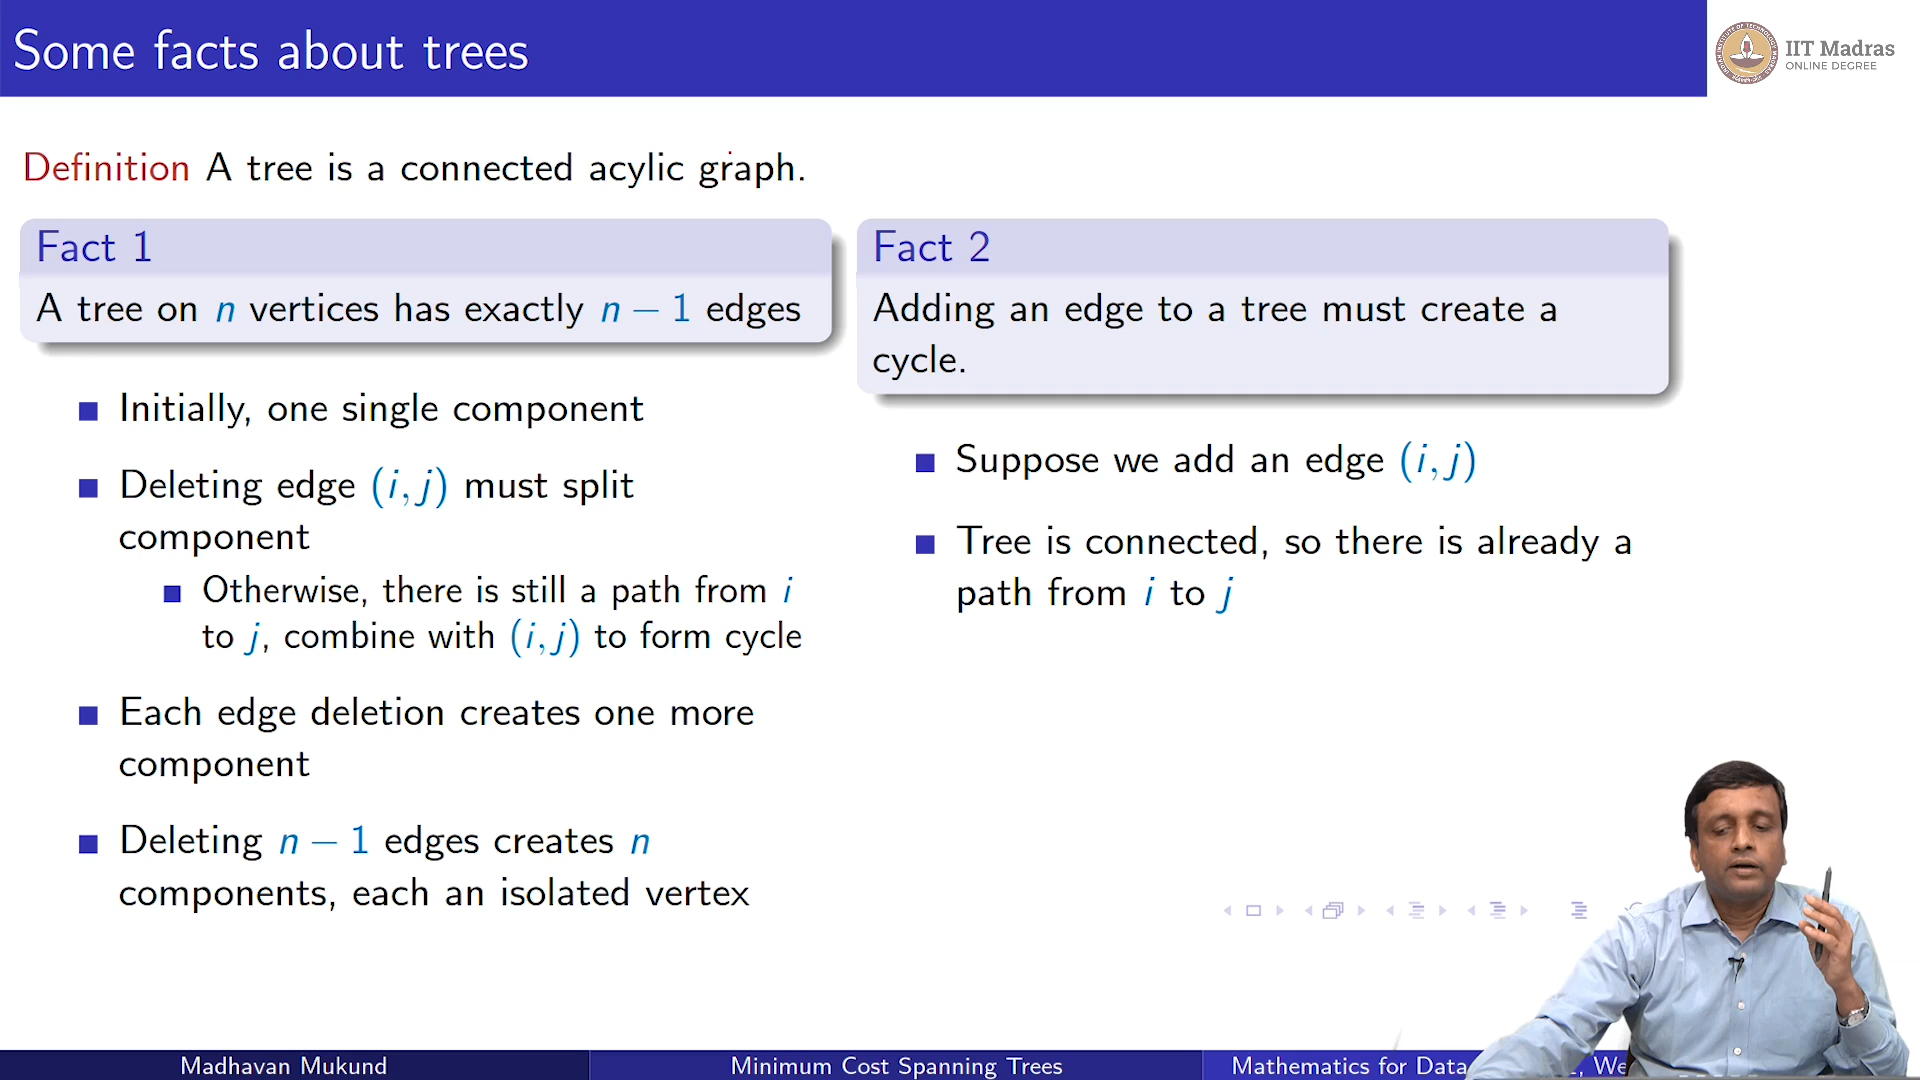 Some facts about trees
IIT Madras
ONLINE DEGREE
Definition A tree is a connected acylic graph.
Fact 1
A tree on n vertices has exactly n − 1 edges
Initially, one single component
Deleting edge (i, j) must split
component
Otherwise, there is still a path from i
to j, combine with (i, j) to form cycle
Each edge deletion creates one more
component
Deleting n − 1 edges creates n
components, each an isolated vertex
Fact 2
Adding an edge to a tree must create a
cycle.
Suppose we add an edge (i, j)
Tree is connected, so there is already a
path from i to j
Madhavan Mukund
Minimum Cost Spanning Trees
Mathematics for Data